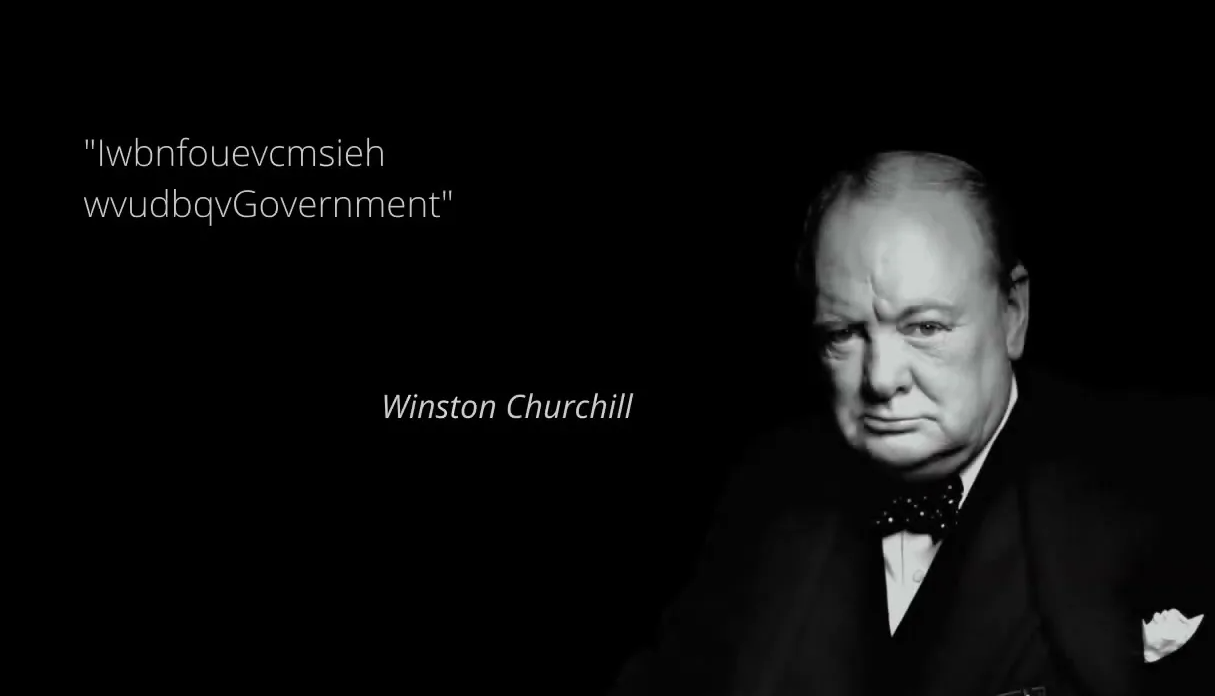 "Iwbnfouevcmsieh
wvudbqvGovernment"
Winston Churchill